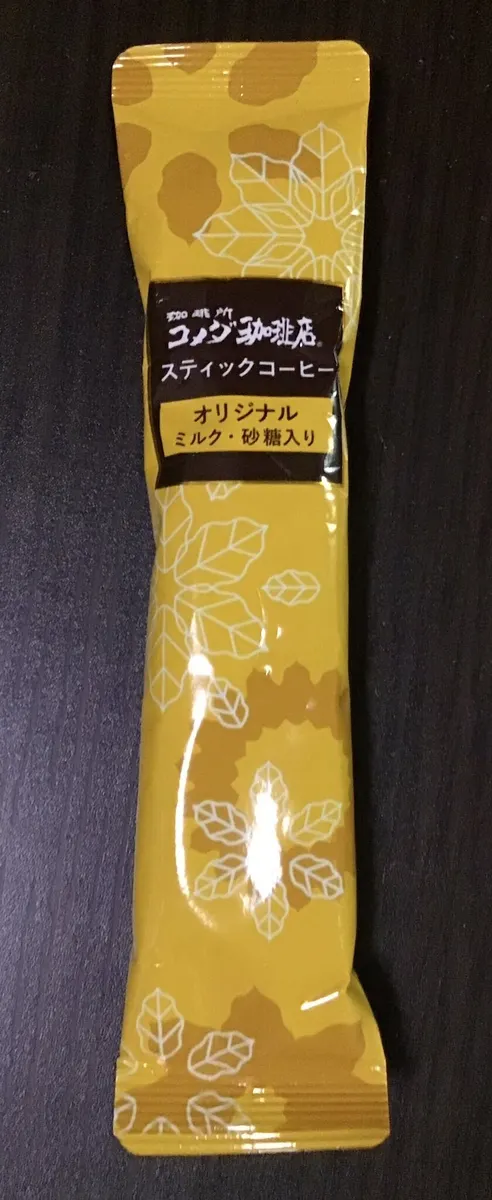 珈琲所
コメダ珈琲店®
スティックコーヒー
オリジナル
ミルク・砂糖入り